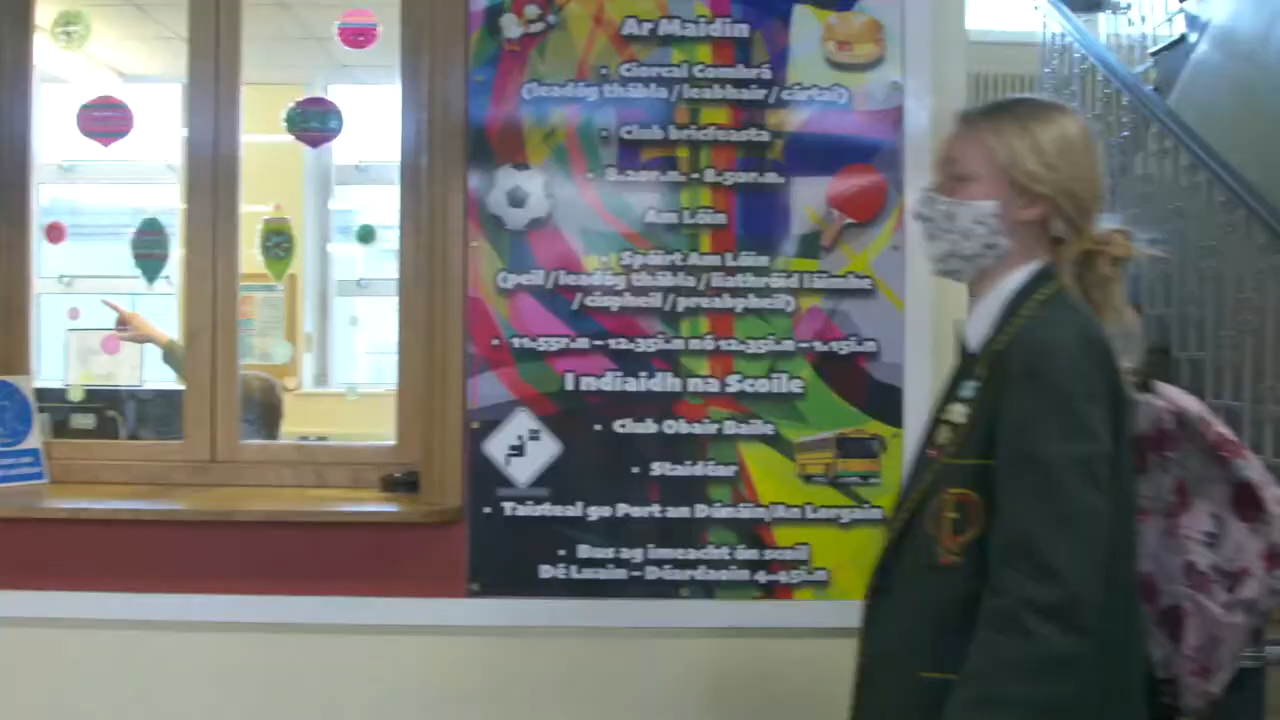 Ar Maidin
• Ciorcal Comhrá
(leadóg thábla / leabhair / cártaí)
• Club bricfeasta
• 8.20r.n. - 8.50r.n.
Am Lóin
• Spóirt Am Lóin
(peil / leadóg thábla / liathróid láimhe
/ cispheil / preabpheil)
• 11.55r.n – 12.35i.n nó 12.35i.n – 1.15i.n
I ndiaidh na Scoile
• Club Obair Baile
• Staidéar
• Taisteal go Port an Dúnáin/An Lorgain
• Bus ag imeacht ón scoil
Dé Luain – Déardaoin 4.45i.n